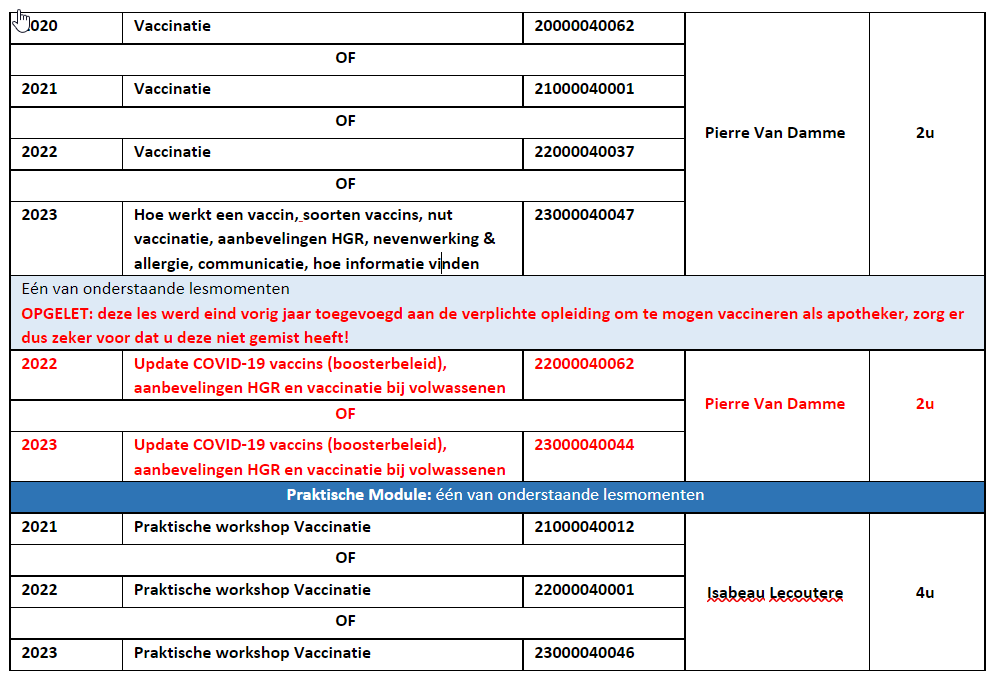 2020 Vaccinatie 20000040062
OF
2021 Vaccinatie 21000040001
OF
2022 Vaccinatie 22000040037
Pierre Van Damme 2u
OF
2023 Hoe werkt een vaccin, soorten vaccins, nut 23000040047
vaccinatie, aanbevelingen HGR, nevenwerking &
allergie, communicatie, hoe informatie vinden
Eén van onderstaande lesmomenten
OPGELET: deze les werd eind vorig jaar toegevoegd aan de verplichte opleiding om te mogen vaccineren als apotheker, zorg er
dus zeker voor dat u deze niet gemist heeft!
2022 Update COVID-19 vaccins (boosterbeleid), 22000040062
aanbevelingen HGR en vaccinatie bij volwassenen
OF
Pierre Van Damme 2u
2023 Update COVID-19 vaccins (boosterbeleid), 23000040044
aanbevelingen HGR en vaccinatie bij volwassenen
Praktische Module: één van onderstaande lesmomenten
2021 Praktische workshop Vaccinatie 21000040012
OF
2022 Praktische workshop Vaccinatie 22000040001
Isabeau Lecoutere 4u
OF
2023 Praktische workshop Vaccinatie 23000040046